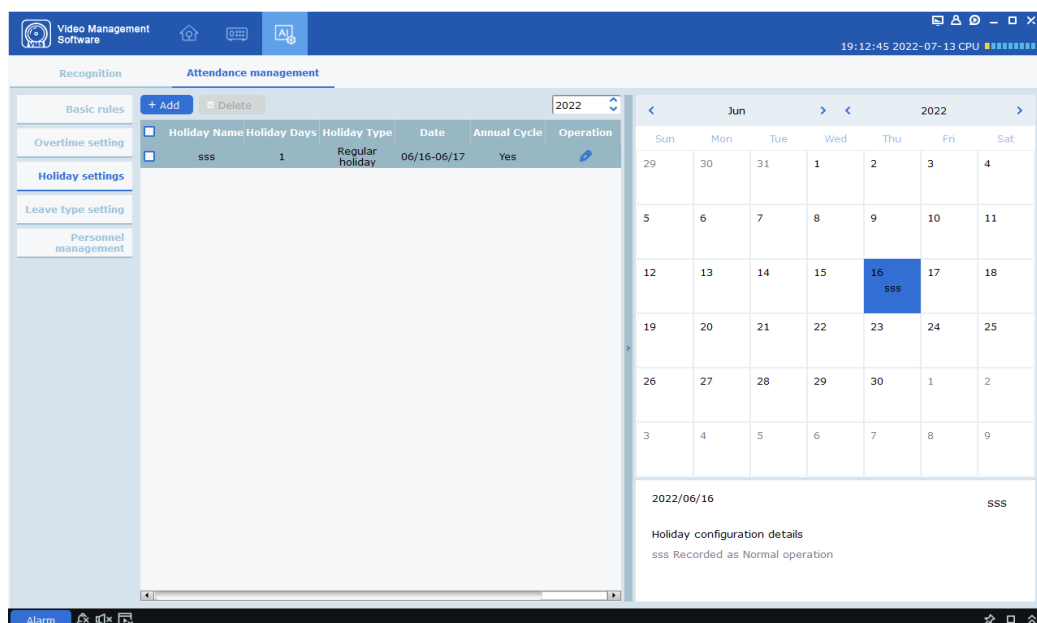 Video Management
Software
VMS
19:12:45 2022-07-13 CPU
Recognition Attendance management
Basic rules
Overtime setting
Holiday settings
Leave type setting
Personnel
management
+ Add Delete 2022
Holiday Name Holiday Days Holiday Type Date Annual Cycle Operation
sss 1 Regular holiday 06/16-06/17 Yes
< Jun > < 2022 >
Sun Mon Tue Wed Thu Fri Sat
29 30 31 1 2 3 4
5 6 7 8 9 10 11
12 13 14 15 16 17 18
sss
19 20 21 22 23 24 25
26 27 28 29 30 1 2
3 4 5 6 7 8 9
2022/06/16 sss
Holiday configuration details
sss Recorded as Normal operation
Alarm